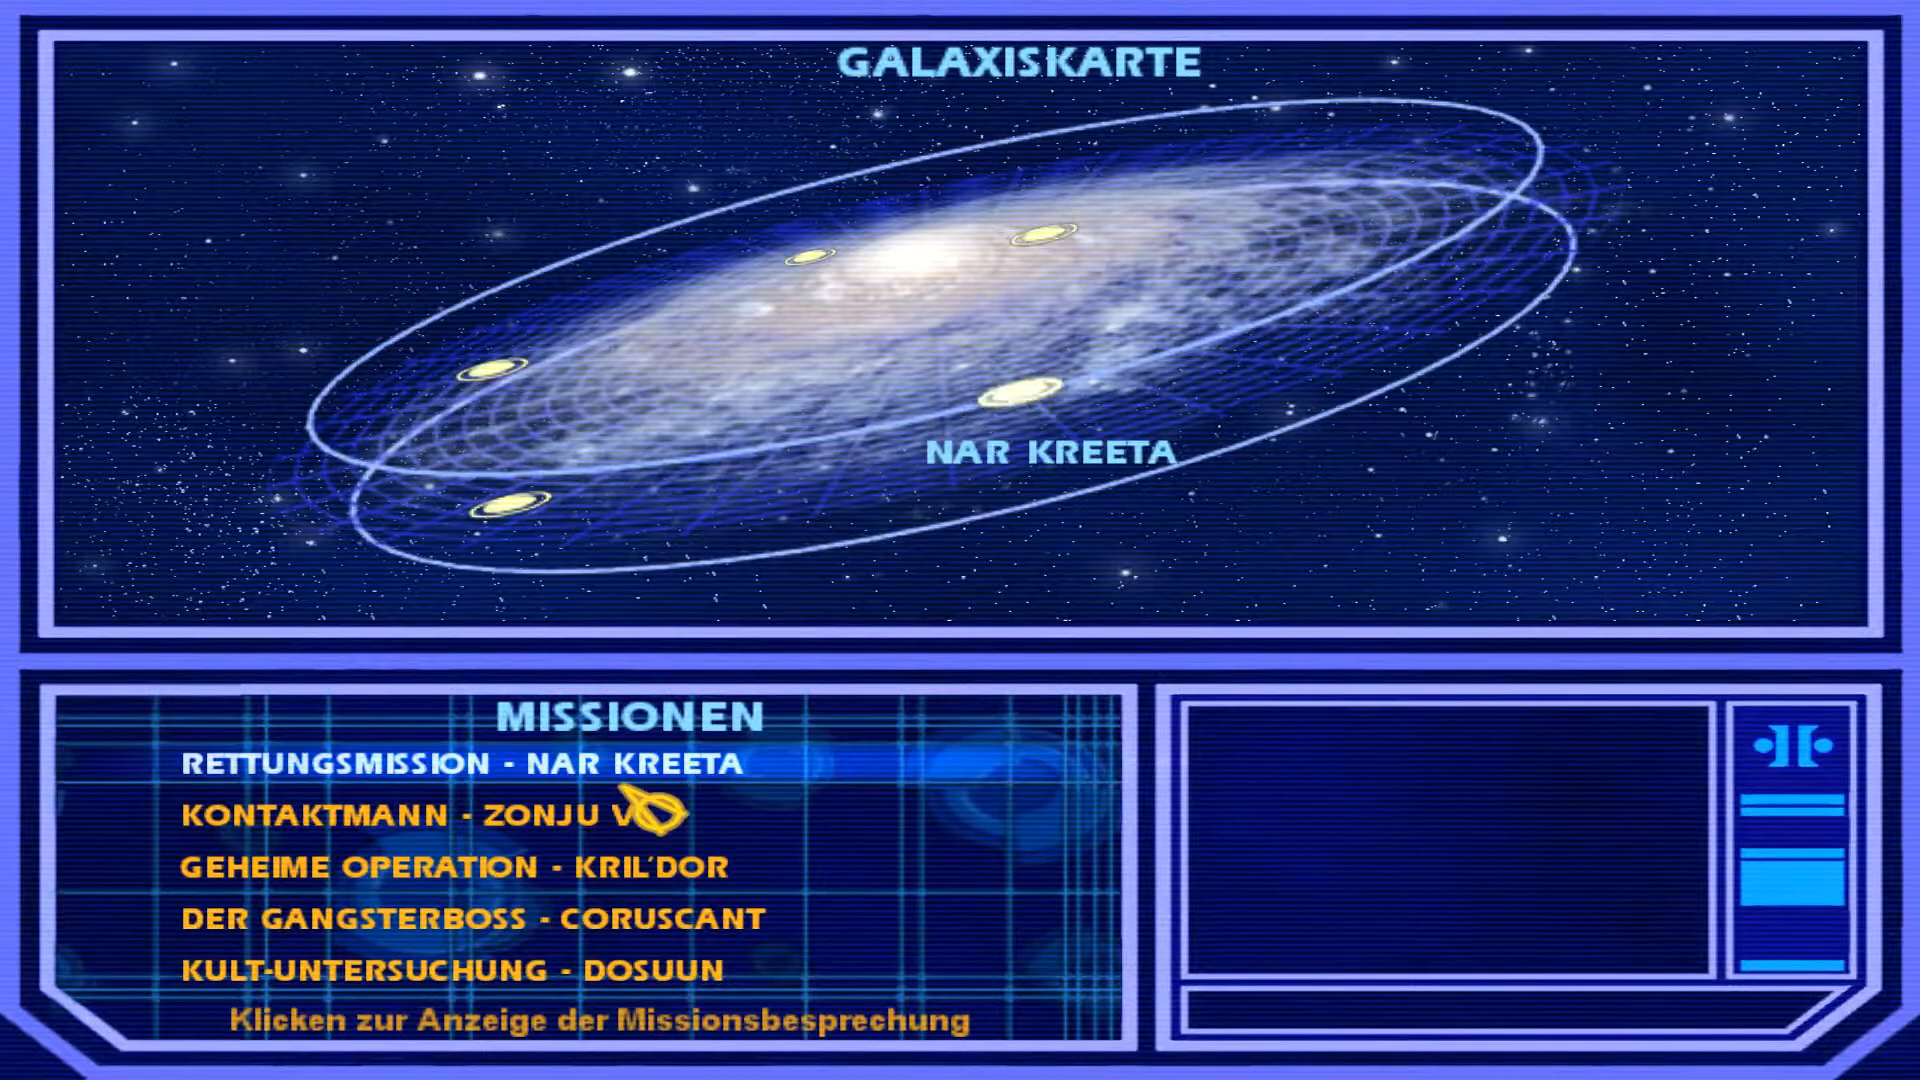 GALAXISKARTE
NAR KREETA
MISSIONEN
RETTUNGSMISSION - NAR KREETA
KONTAKTMANN - ZONJU V
GEHEIME OPERATION - KRIL'DOR
DER GANGSTERBOSS - CORUSCANT
KULT-UNTERSUCHUNG - DOSUUN
Klicken zur Anzeige der Missionsbesprechung